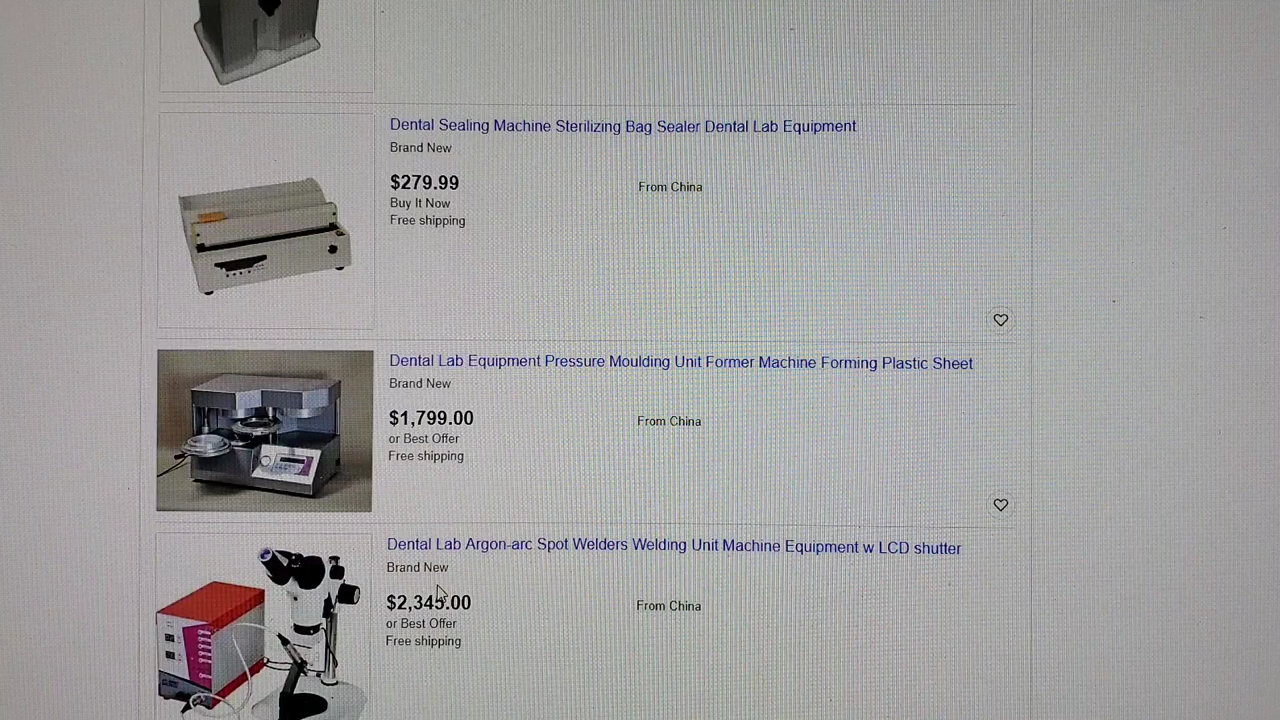 Dental Sealing Machine Sterilizing Bag Sealer Dental Lab Equipment
Brand New
$279.99
From China
Buy It Now
Free shipping
Dental Lab Equipment Pressure Moulding Unit Former Machine Forming Plastic Sheet
Brand New
$1,799.00
From China
or Best Offer
Free shipping
Dental Lab Argon-arc Spot Welders Welding Unit Machine Equipment w LCD shutter
Brand New
$2,345.00
From China
or Best Offer
Free shipping